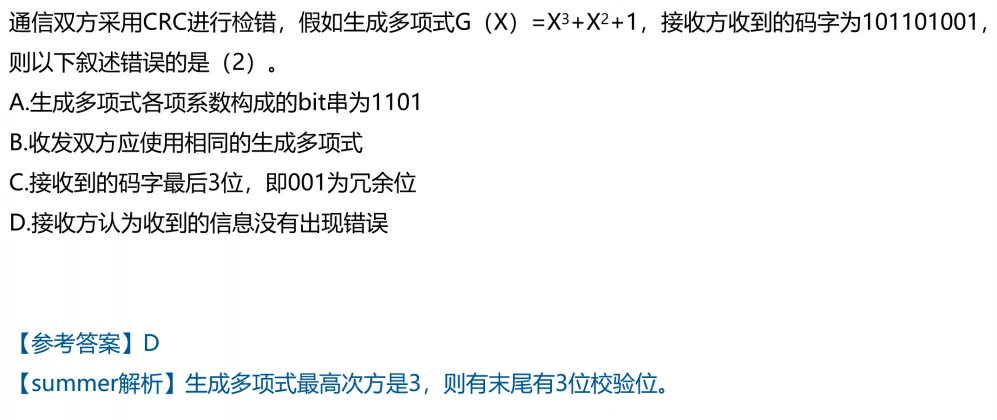 通信双方采用CRC进行检错，假如生成多项式G（X）=X³+X²+1，接收方收到的码字为101101001，
则以下叙述错误的是（2）。
A.生成多项式各项系数构成的bit串为1101
B.收发双方应使用相同的生成多项式
C.接收到的码字最后3位，即001为冗余位
D.接收方认为收到的信息没有出现错误
【参考答案】D
【summer解析】生成多项式最高次方是3，则有末尾有3位校验位。